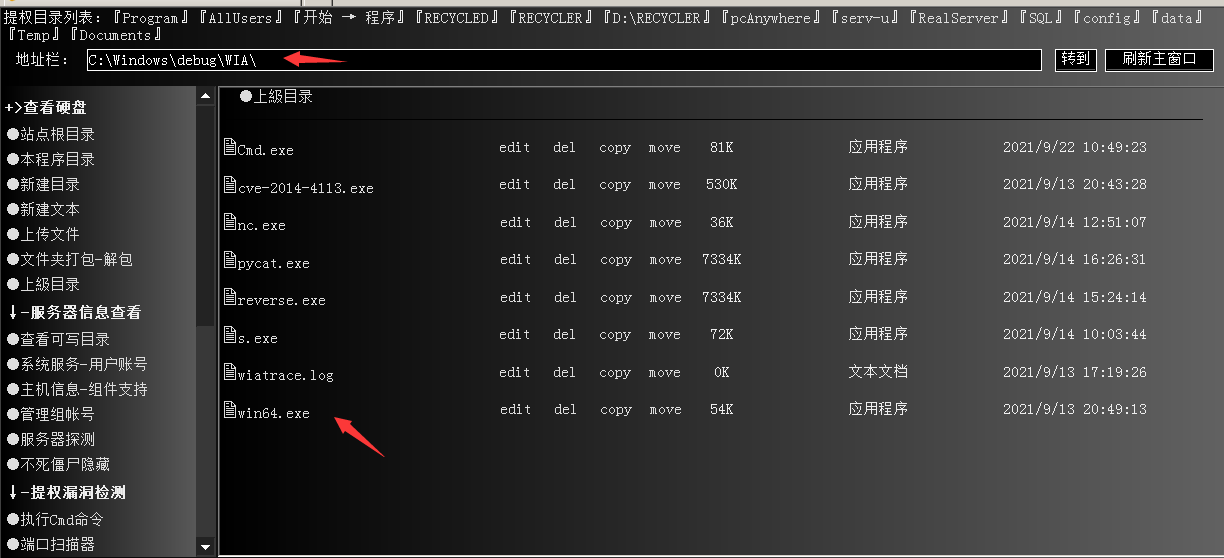 提权目录列表:『Program』『AllUsers』『开始 → 程序』『RECYCLED』『RECYCLER』『D:\RECYCLER』『pcAnywhere』『serv-u』『RealServer』『SQL』『config』『data』
『Temp』『Documents』
地址栏: C:\Windows\debug\WIA\ 转到 刷新主窗口
+>查看硬盘
●站点根目录
●本程序目录
●新建目录
●新建文本
●上传文件
●文件夹打包-解包
●上级目录
↓-服务器信息查看
●查看可写目录
●系统服务-用户账号
●主机信息-组件支持
●管理组帐号
●服务器探测
●不死僵尸隐藏
↓-提权漏洞检测
●执行Cmd命令
●端口扫描器
●上级目录
Cmd.exe edit del copy move 81K 应用程序 2021/9/22 10:49:23
cve-2014-4113.exe edit del copy move 530K 应用程序 2021/9/13 20:43:28
nc.exe edit del copy move 36K 应用程序 2021/9/14 12:51:07
pycat.exe edit del copy move 7334K 应用程序 2021/9/14 16:26:31
reverse.exe edit del copy move 7334K 应用程序 2021/9/14 15:24:14
s.exe edit del copy move 72K 应用程序 2021/9/14 10:03:44
wiatrace.log edit del copy move 0K 文本文档 2021/9/13 17:19:26
win64.exe edit del copy move 54K 应用程序 2021/9/13 20:49:13